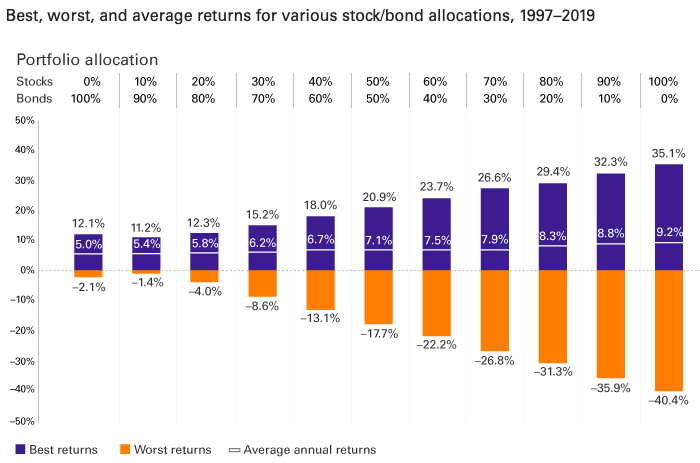 Best, worst, and average returns for various stock/bond allocations, 1997–2019
Portfolio allocation
Stocks 0% 10% 20% 30% 40% 50% 60% 70% 80% 90% 100%
Bonds 100% 90% 80% 70% 60% 50% 40% 30% 20% 10% 0%
50%
40%
30%
20%
10%
0%
–10%
–20%
–30%
–40%
–50%
12.1% 11.2% 12.3% 15.2% 18.0% 20.9% 23.7% 26.6% 29.4% 32.3% 35.1%
5.0% 5.4% 5.8% 6.2% 6.7% 7.1% 7.5% 7.9% 8.3% 8.8% 9.2%
–2.1% –1.4% –4.0% –8.6% –13.1% –17.7% –22.2% –26.8% –31.3% –35.9% –40.4%
Best returns Worst returns Average annual returns